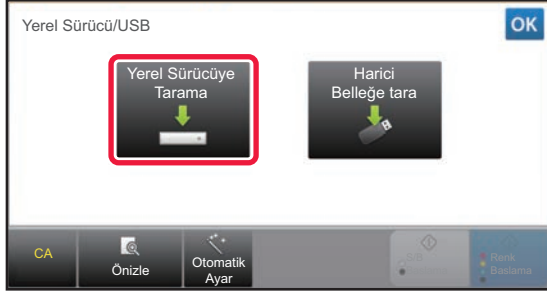 Yerel Sürücü/USB
OK
Yerel Sürücüye
Tarama
Harici
Belleğe tara
CA
Önizle
Otomatik
Ayar
S/B
Renk
Başlama